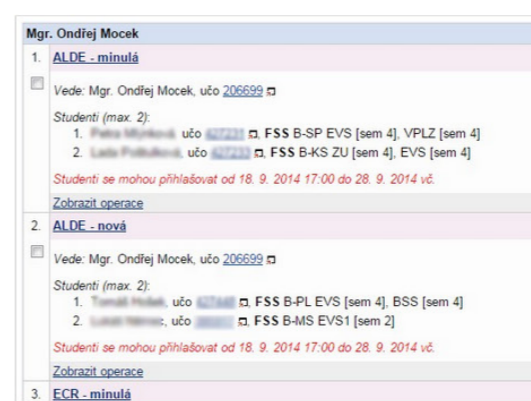 Mgr. Ondřej Mocek
1. ALDE - minulá
Vede: Mgr. Ondřej Mocek, učo 206699
Studenti (max. 2):
1. učo FSS B-SP EVS [sem 4], VPLZ [sem 4]
2. učo FSS B-KS ZU [sem 4], EVS [sem 4]
Studenti se mohou přihlašovat od 18. 9. 2014 17:00 do 28. 9. 2014 vč.
Zobrazit operace
2. ALDE - nová
Vede: Mgr. Ondřej Mocek, učo 206699
Studenti (max. 2):
1. učo FSS B-PL EVS [sem 4], BSS [sem 4]
2. učo FSS B-MS EVS1 [sem 2]
Studenti se mohou přihlašovat od 18. 9. 2014 17:00 do 28. 9. 2014 vč.
Zobrazit operace
3. ECR - minulá